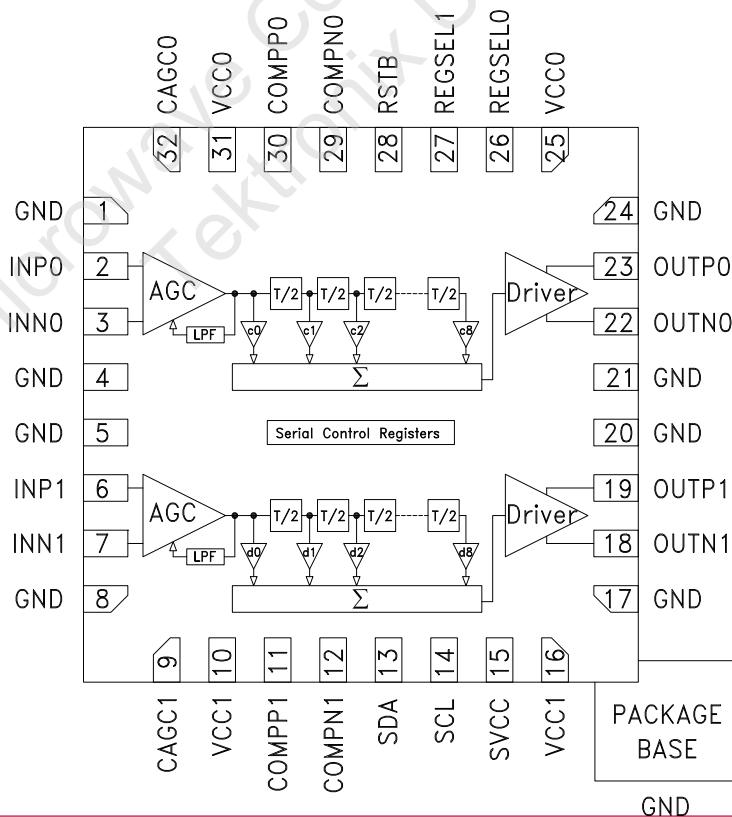 CAGC0
VCC0
COMPP0
COMPN0
RSTB
REGSEL1
REGSEL0
VCC0
32
31
30
29
28
27
26
25
GND 1
24 GND
INP0 2
23 OUTP0
INN0 3
22 OUTN0
GND 4
21 GND
GND 5
20 GND
INP1 6
19 OUTP1
INN1 7
18 OUTN1
GND 8
17 GND
AGC
LPF
T/2
T/2
T/2
T/2
c0
c1
c2
c8
Σ
Driver
Serial Control Registers
AGC
LPF
T/2
T/2
T/2
T/2
d0
d1
d2
d8
Σ
Driver
9
10
11
12
13
14
15
16
CAGC1
VCC1
COMPP1
COMPN1
SDA
SCL
SVCC
VCC1
PACKAGE
BASE
GND
Tektronix